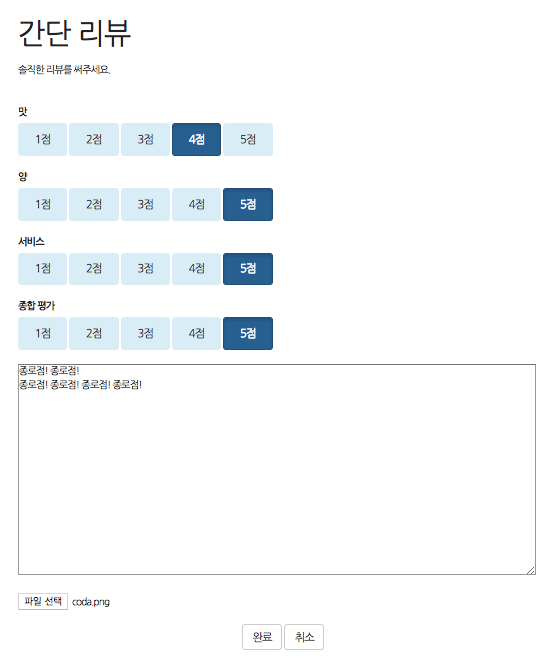 간단 리뷰
솔직한 리뷰를 써주세요.
맛
1점 2점 3점 4점 5점
양
1점 2점 3점 4점 5점
서비스
1점 2점 3점 4점 5점
종합 평가
1점 2점 3점 4점 5점
종로점! 종로점!
종로점! 종로점! 종로점! 종로점!
파일 선택 coda.png
완료 취소